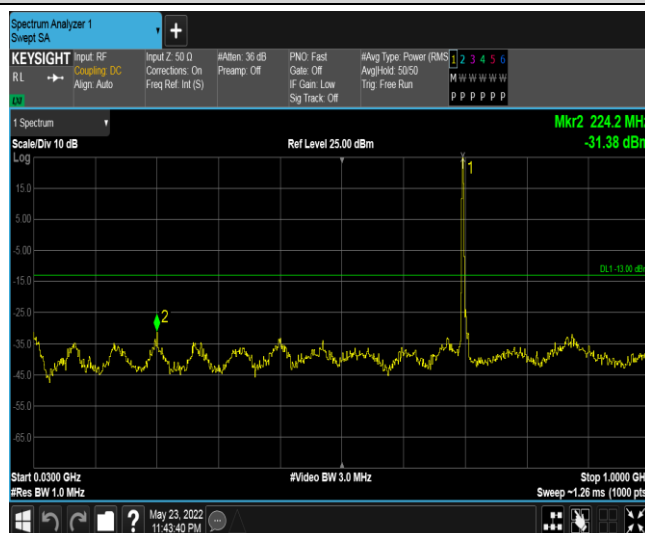 Spectrum Analyzer 1
Swept SA
+
KEYSIGHT
RL
LXI
Input: RF
Coupling: DC
Align: Auto
Input Z: 50 Ω
Corrections: On
Freq Ref: Int (S)
#Atten: 36 dB
Preamp: Off
PNO: Fast
Gate: Off
IF Gain: Low
Sig Track: Off
#Avg Type: Power (RMS
Avg|Hold: 50/50
Trig: Free Run
1 2 3 4 5 6
M W W W W W
P P P P P P
1 Spectrum
Scale/Div 10 dB
Ref Level 25.00 dBm
Mkr2 224.2 MHz
-31.38 dBm
Log
15.0
5.00
-5.00
-15.0
-25.0
-35.0
-45.0
-55.0
-65.0
1
2
DL1 -13.00 dBm
Start 0.0300 GHz
#Res BW 1.0 MHz
#Video BW 3.0 MHz
Stop 1.0000 GHz
Sweep ~1.26 ms (1000 pts)
?
May 23, 2022
11:43:40 PM